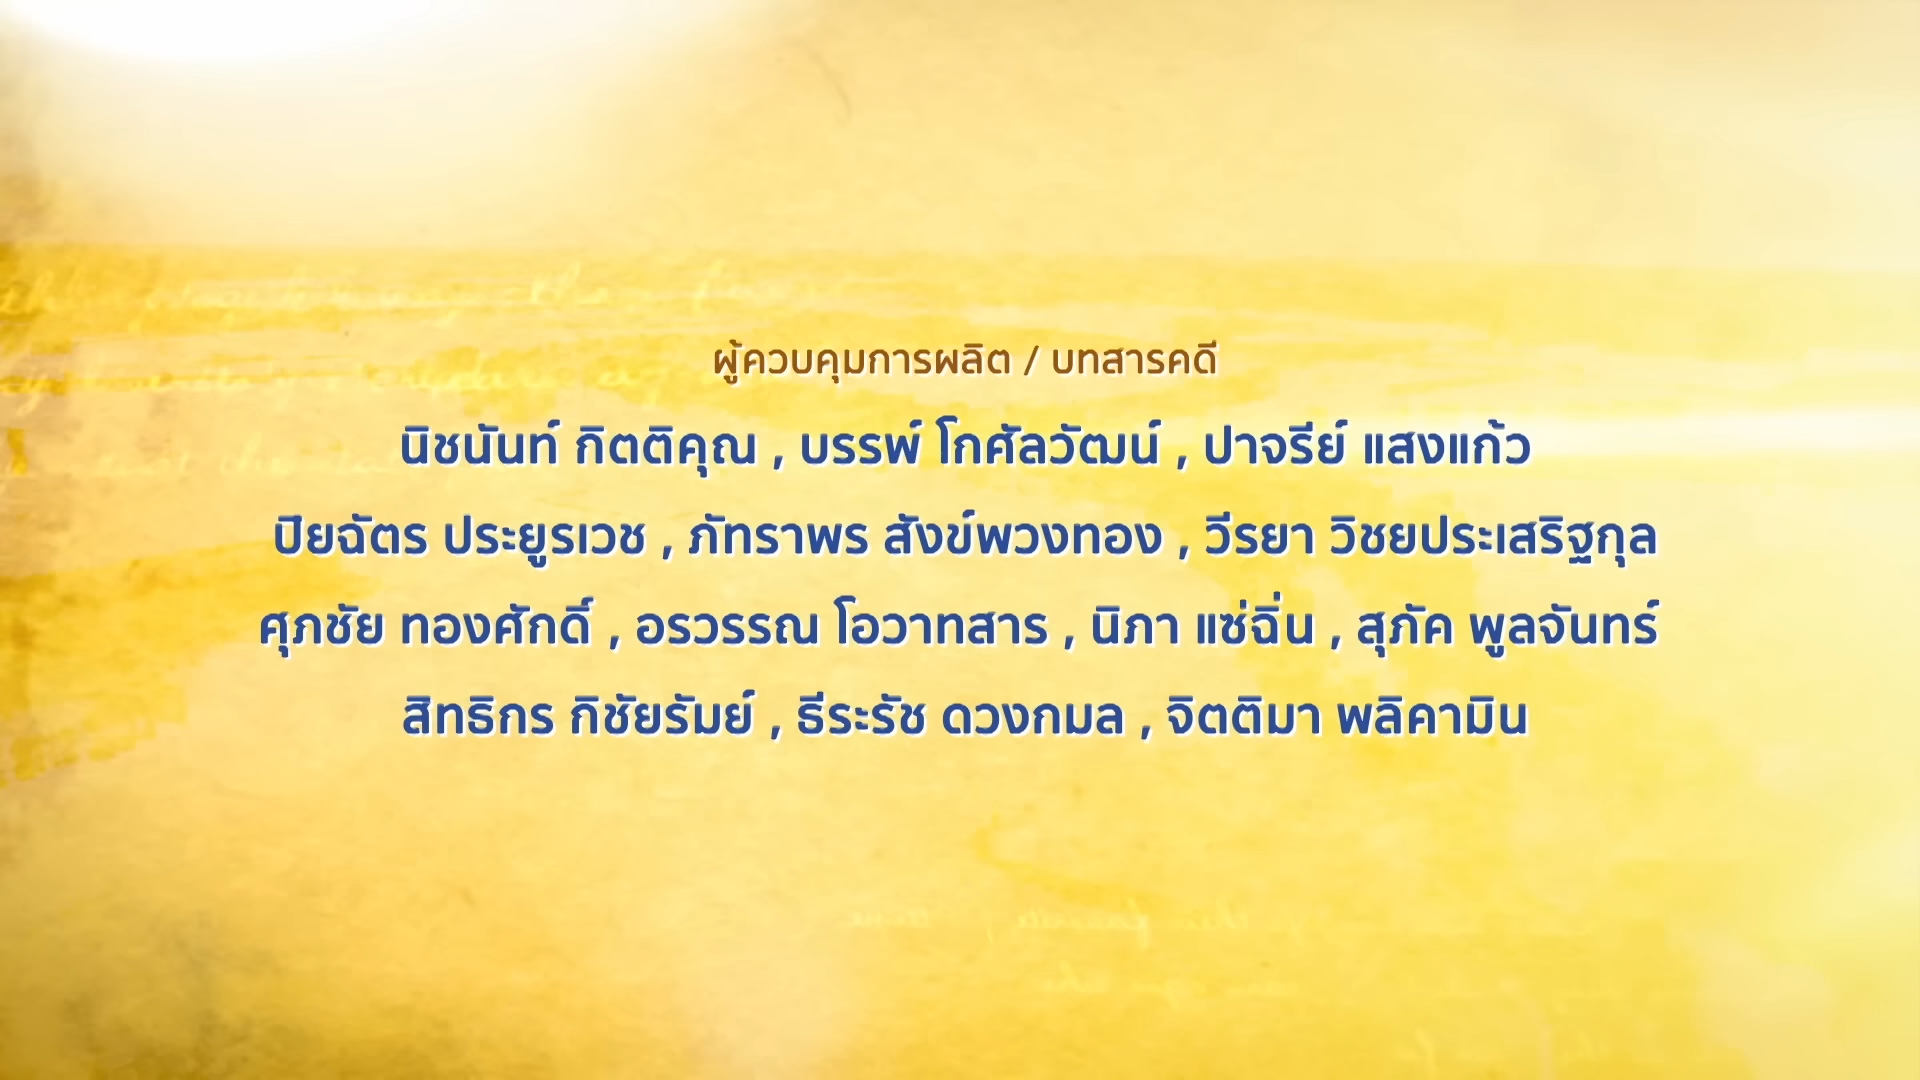 ผู้ควบคุมการผลิต / บทสารคดี
นิชนันท์ กิตติคุณ , บรรพ์ โกศัลวัฒน์ , ปาจรีย์ แสงแก้ว
ปิยฉัตร ประยูรเวช , ภัทราพร สังข์พวงทอง , วีรยา วิชยประเสริฐกุล
ศุภชัย ทองศักดิ์ , อรวรรณ โอวาทสาร , นิภา แซ่ฉิ่น , สุภัค พูลจันทร์
สิทธิกร กิชัยรัมย์ , ธีระรัช ดวงกมล , จิตติมา พลิคามิน